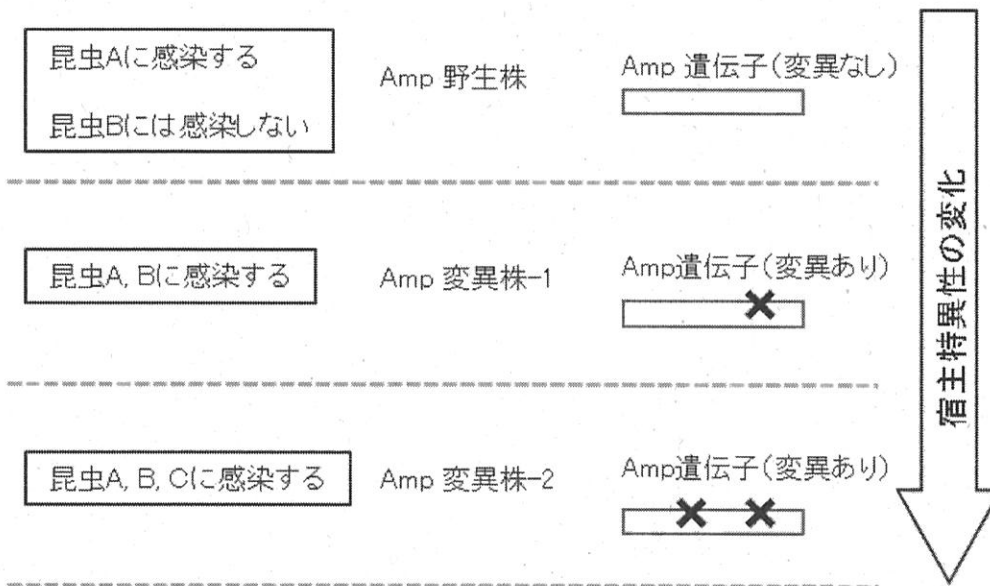 昆虫Aに感染する
昆虫Bには感染しない
Amp 野生株
Amp 遺伝子(変異なし)
昆虫A, Bに感染する
Amp 変異株-1
Amp遺伝子(変異あり)
昆虫A, B, Cに感染する
Amp 変異株-2
Amp遺伝子(変異あり)
宿主特異性の変化